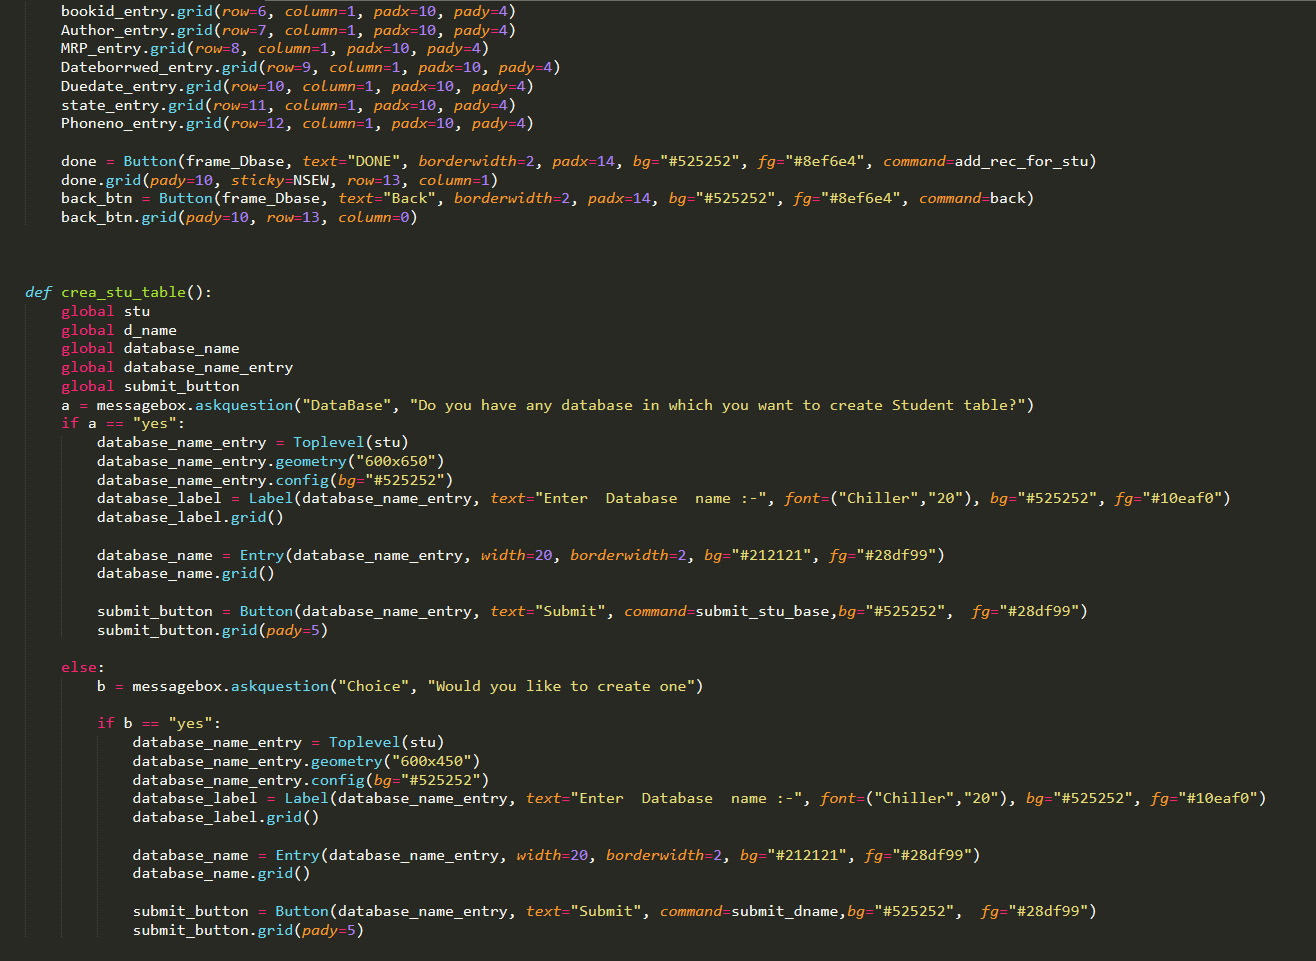 bookid_entry.grid(row=6, column=1, padx=10, pady=4)
Author_entry.grid(row=7, column=1, padx=10, pady=4)
MRP_entry.grid(row=8, column=1, padx=10, pady=4)
Dateborrwed_entry.grid(row=9, column=1, padx=10, pady=4)
Duedate_entry.grid(row=10, column=1, padx=10, pady=4)
state_entry.grid(row=11, column=1, padx=10, pady=4)
Phoneno_entry.grid(row=12, column=1, padx=10, pady=4)
done = Button(frame_Dbase, text="DONE", borderwidth=2, padx=14, bg="#525252", fg="#8ef6e4", command=add_rec_for_stu)
done.grid(pady=10, sticky=NSEW, row=13, column=1)
back_btn = Button(frame_Dbase, text="Back", borderwidth=2, padx=14, bg="#525252", fg="#8ef6e4", command=back)
back_btn.grid(pady=10, row=13, column=0)
def crea_stu_table():
global stu
global d_name
global database_name
global database_name_entry
global submit_button
a = messagebox.askquestion("DataBase", "Do you have any database in which you want to create Student table?")
if a == "yes":
database_name_entry = Toplevel(stu)
database_name_entry.geometry("600x650")
database_name_entry.config(bg="#525252")
database_label = Label(database_name_entry, text="Enter  Database  name :-", font=("Chiller","20"), bg="#525252", fg="#10eaf0")
database_label.grid()
database_name = Entry(database_name_entry, width=20, borderwidth=2, bg="#212121", fg="#28df99")
database_name.grid()
submit_button = Button(database_name_entry, text="Submit", command=submit_stu_base,bg="#525252",  fg="#28df99")
submit_button.grid(pady=5)
else:
b = messagebox.askquestion("Choice", "Would you like to create one")
if b == "yes":
database_name_entry = Toplevel(stu)
database_name_entry.geometry("600x450")
database_name_entry.config(bg="#525252")
database_label = Label(database_name_entry, text="Enter  Database  name :-", font=("Chiller","20"), bg="#525252", fg="#10eaf0")
database_label.grid()
database_name = Entry(database_name_entry, width=20, borderwidth=2, bg="#212121", fg="#28df99")
database_name.grid()
submit_button = Button(database_name_entry, text="Submit", command=submit_dname,bg="#525252",  fg="#28df99")
submit_button.grid(pady=5)